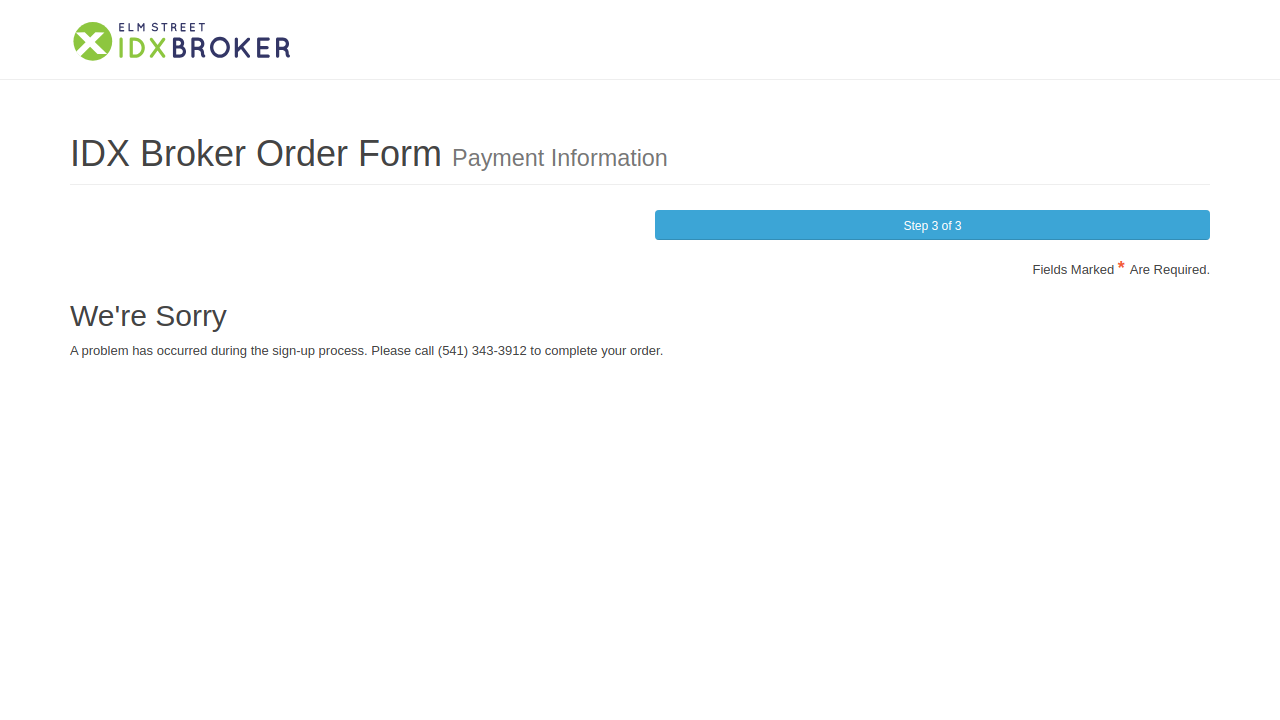 ELM STREET
IDXBROKER
IDX Broker Order Form Payment Information
Step 3 of 3
Fields Marked * Are Required.
We're Sorry
A problem has occurred during the sign-up process. Please call (541) 343-3912 to complete your order.